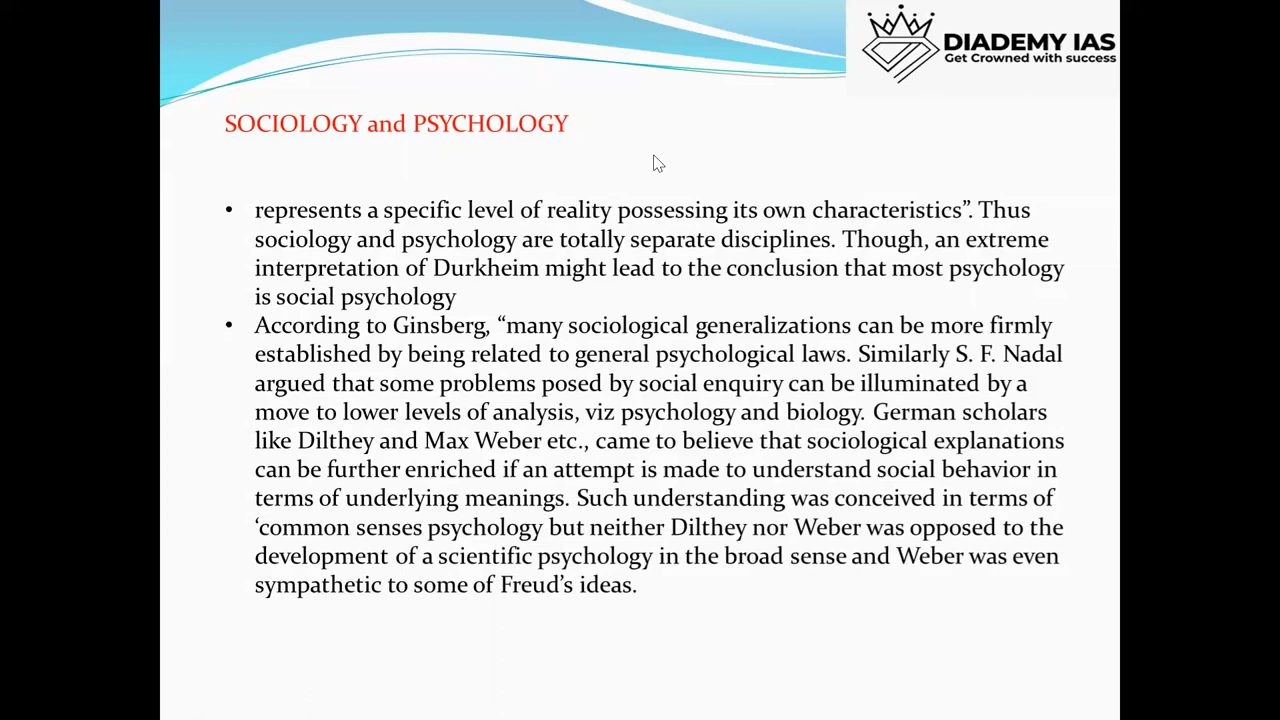 DIADEMY IAS
Get Crowned with success
SOCIOLOGY and PSYCHOLOGY
• represents a specific level of reality possessing its own characteristics”. Thus
sociology and psychology are totally separate disciplines. Though, an extreme
interpretation of Durkheim might lead to the conclusion that most psychology
is social psychology
• According to Ginsberg, “many sociological generalizations can be more firmly
established by being related to general psychological laws. Similarly S. F. Nadal
argued that some problems posed by social enquiry can be illuminated by a
move to lower levels of analysis, viz psychology and biology. German scholars
like Dilthey and Max Weber etc., came to believe that sociological explanations
can be further enriched if an attempt is made to understand social behavior in
terms of underlying meanings. Such understanding was conceived in terms of
‘common senses psychology but neither Dilthey nor Weber was opposed to the
development of a scientific psychology in the broad sense and Weber was even
sympathetic to some of Freud’s ideas.